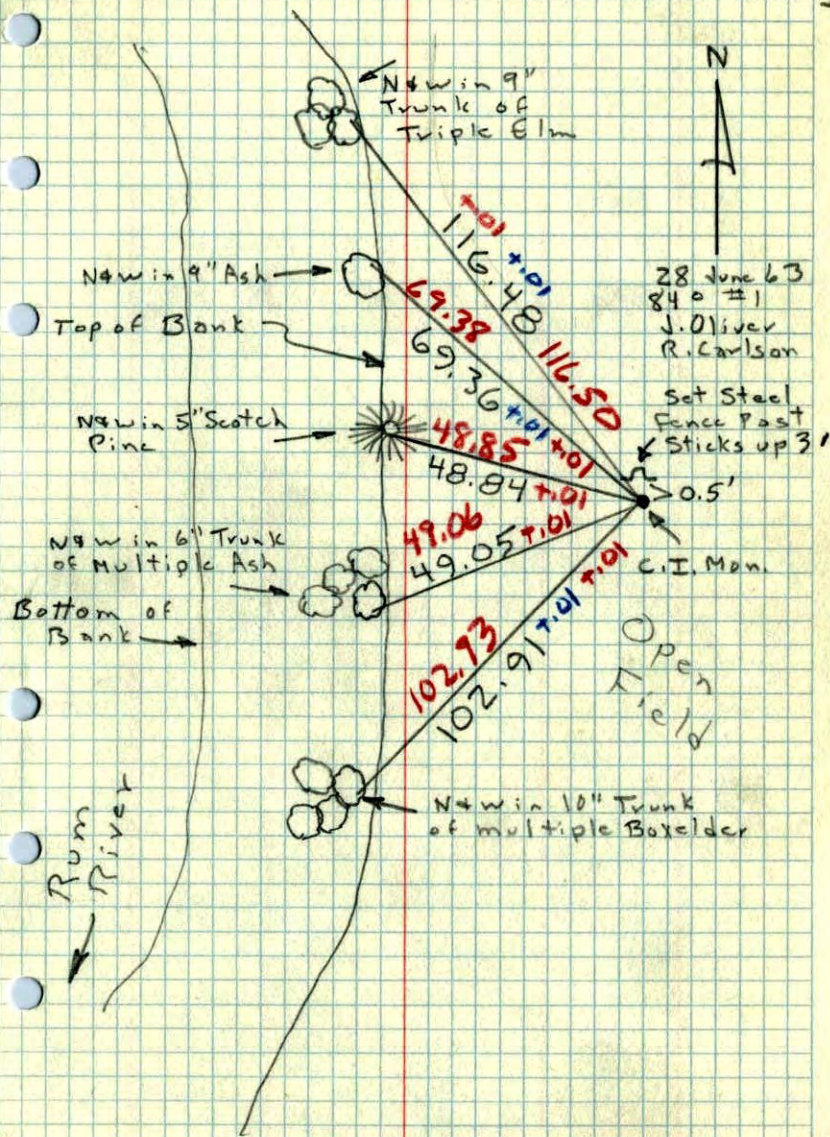 N
N&W in 9"
Trunk of
Triple Elm
+.01
116.48 +.01
116.50
N&W in 9" Ash
69.38
69.36 +.01 +.01
Top of Bank
28 June 63
84° #1
J. Oliver
R. Carlson
Set Steel
Fence Post
Sticks up 3'
N&W in 5" Scotch
Pine
48.85
48.84 +.01
0.5'
C.I. Mon.
49.06
49.05 +.01
N&W in 6" Trunk
of Multiple Ash
Bottom of
Bank
102.93
102.91 +.01 +.01
Open
Field
N&W in 10" Trunk
of multiple Boxelder
Rum
River